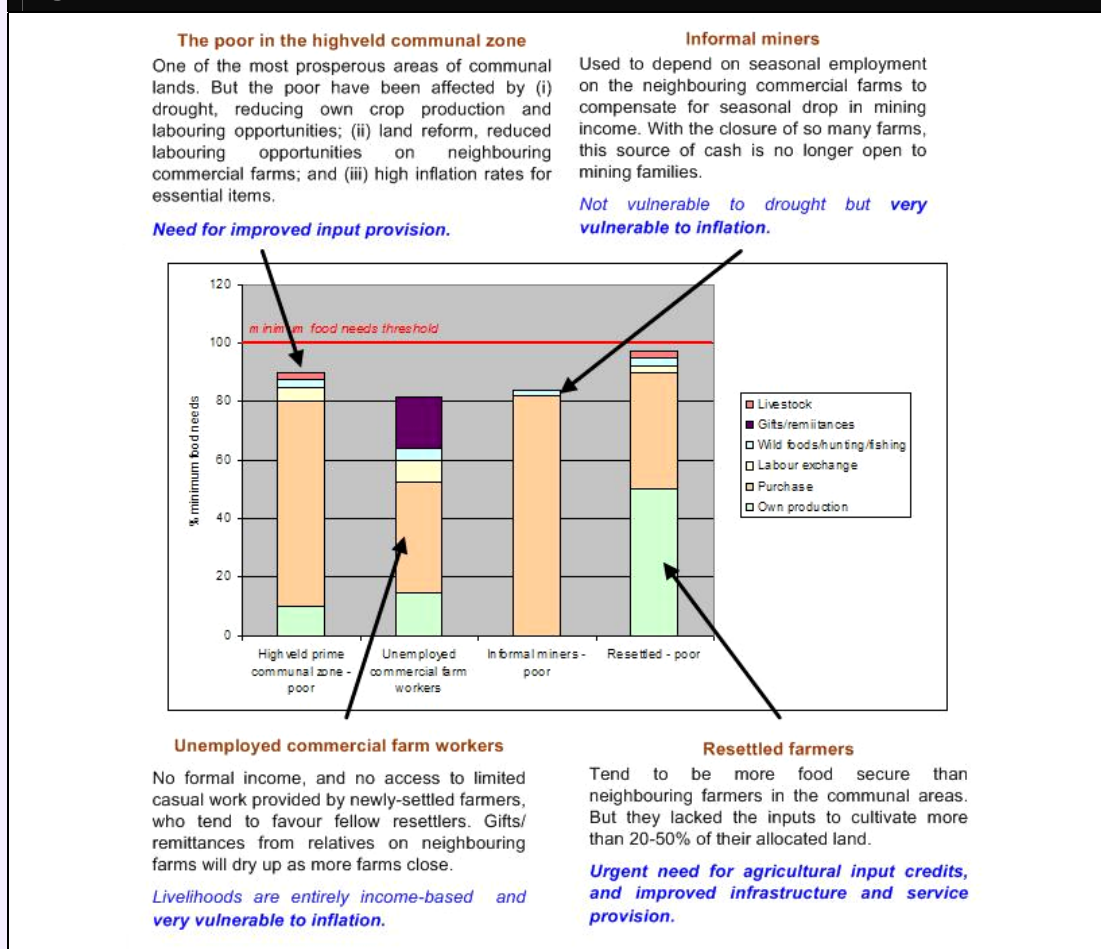 The poor in the highveld communal zone
One of the most prosperous areas of communal
lands. But the poor have been affected by (i)
drought, reducing own crop production and
labouring opportunities; (ii) land reform, reduced
labouring opportunities on neighbouring
commercial farms; and (iii) high inflation rates for
essential items.
Need for improved input provision.
Informal miners
Used to depend on seasonal employment
on the neighbouring commercial farms to
compensate for seasonal drop in mining
income. With the closure of so many farms,
this source of cash is no longer open to
mining families.
Not vulnerable to drought but very
vulnerable to inflation.
% minimum food needs
120
100
80
60
40
20
0
minimum food needs threshold
Highveld prime
communal zone -
poor
Unemployed
commercial farm
workers
Informal miners -
poor
Resettled - poor
Livestock
Gifts/remiitances
Wild foods/hunting/fishing
Labour exchange
Purchase
Own production
Unemployed commercial farm workers
No formal income, and no access to limited
casual work provided by newly-settled farmers,
who tend to favour fellow resettlers. Gifts/
remittances from relatives on neighbouring
farms will dry up as more farms close.
Livelihoods are entirely income-based and
very vulnerable to inflation.
Resettled farmers
Tend to be more food secure than
neighbouring farmers in the communal areas.
But they lacked the inputs to cultivate more
than 20-50% of their allocated land.
Urgent need for agricultural input credits,
and improved infrastructure and service
provision.